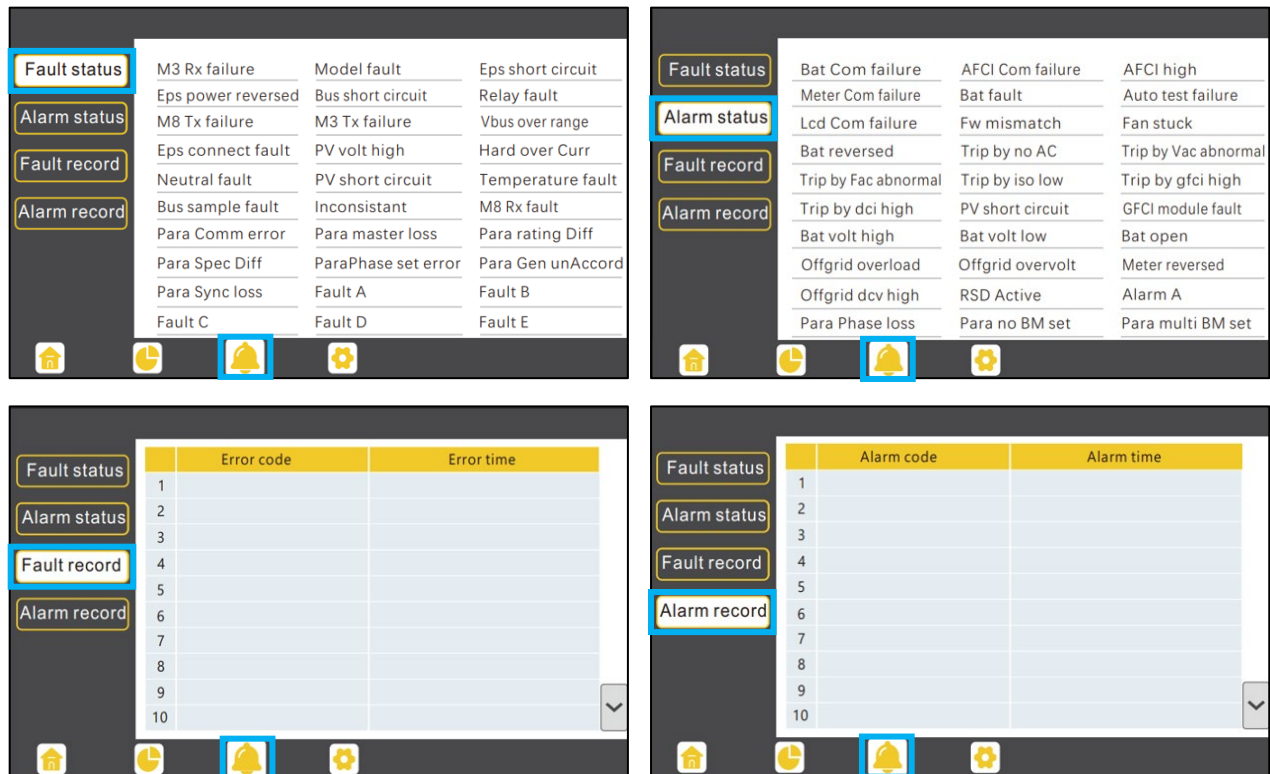 Fault status
Alarm status
Fault record
Alarm record
M3 Rx failure Model fault Eps short circuit
Eps power reversed Bus short circuit Relay fault
M8 Tx failure M3 Tx failure Vbus over range
Eps connect fault PV volt high Hard over Curr
Neutral fault PV short circuit Temperature fault
Bus sample fault Inconsistant M8 Rx fault
Para Comm error Para master loss Para rating Diff
Para Spec Diff ParaPhase set error Para Gen unAccord
Para Sync loss Fault A Fault B
Fault C Fault D Fault E
Fault status
Alarm status
Fault record
Alarm record
Bat Com failure AFCI Com failure AFCI high
Meter Com failure Bat fault Auto test failure
Lcd Com failure Fw mismatch Fan stuck
Bat reversed Trip by no AC Trip by Vac abnormal
Trip by Fac abnormal Trip by iso low Trip by gfci high
Trip by dci high PV short circuit GFCI module fault
Bat volt high Bat volt low Bat open
Offgrid overload Offgrid overvolt Meter reversed
Offgrid dcv high RSD Active Alarm A
Para Phase loss Para no BM set Para multi BM set
Fault status
Alarm status
Fault record
Alarm record
Error code Error time
1
2
3
4
5
6
7
8
9
10
Fault status
Alarm status
Fault record
Alarm record
Alarm code Alarm time
1
2
3
4
5
6
7
8
9
10